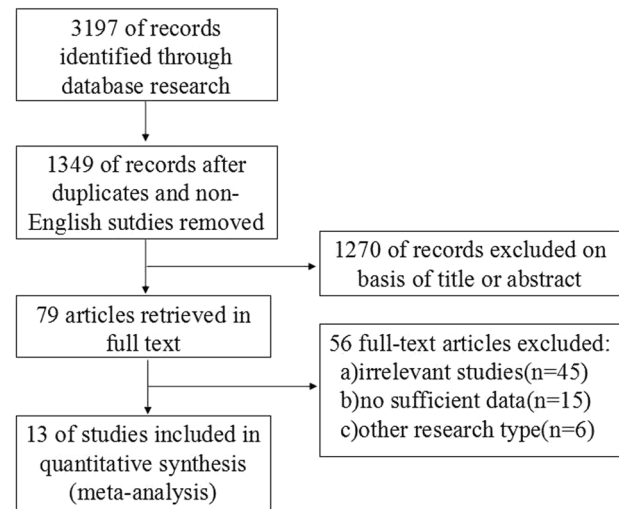 3197 of records
identified through
database research
1349 of records after
duplicates and non-
English sutdies removed
1270 of records excluded on
basis of title or abstract
79 articles retrieved in
full text
56 full-text articles excluded:
a)irrelevant studies(n=45)
b)no sufficient data(n=15)
c)other research type(n=6)
13 of studies included in
quantitative synthesis
(meta-analysis)